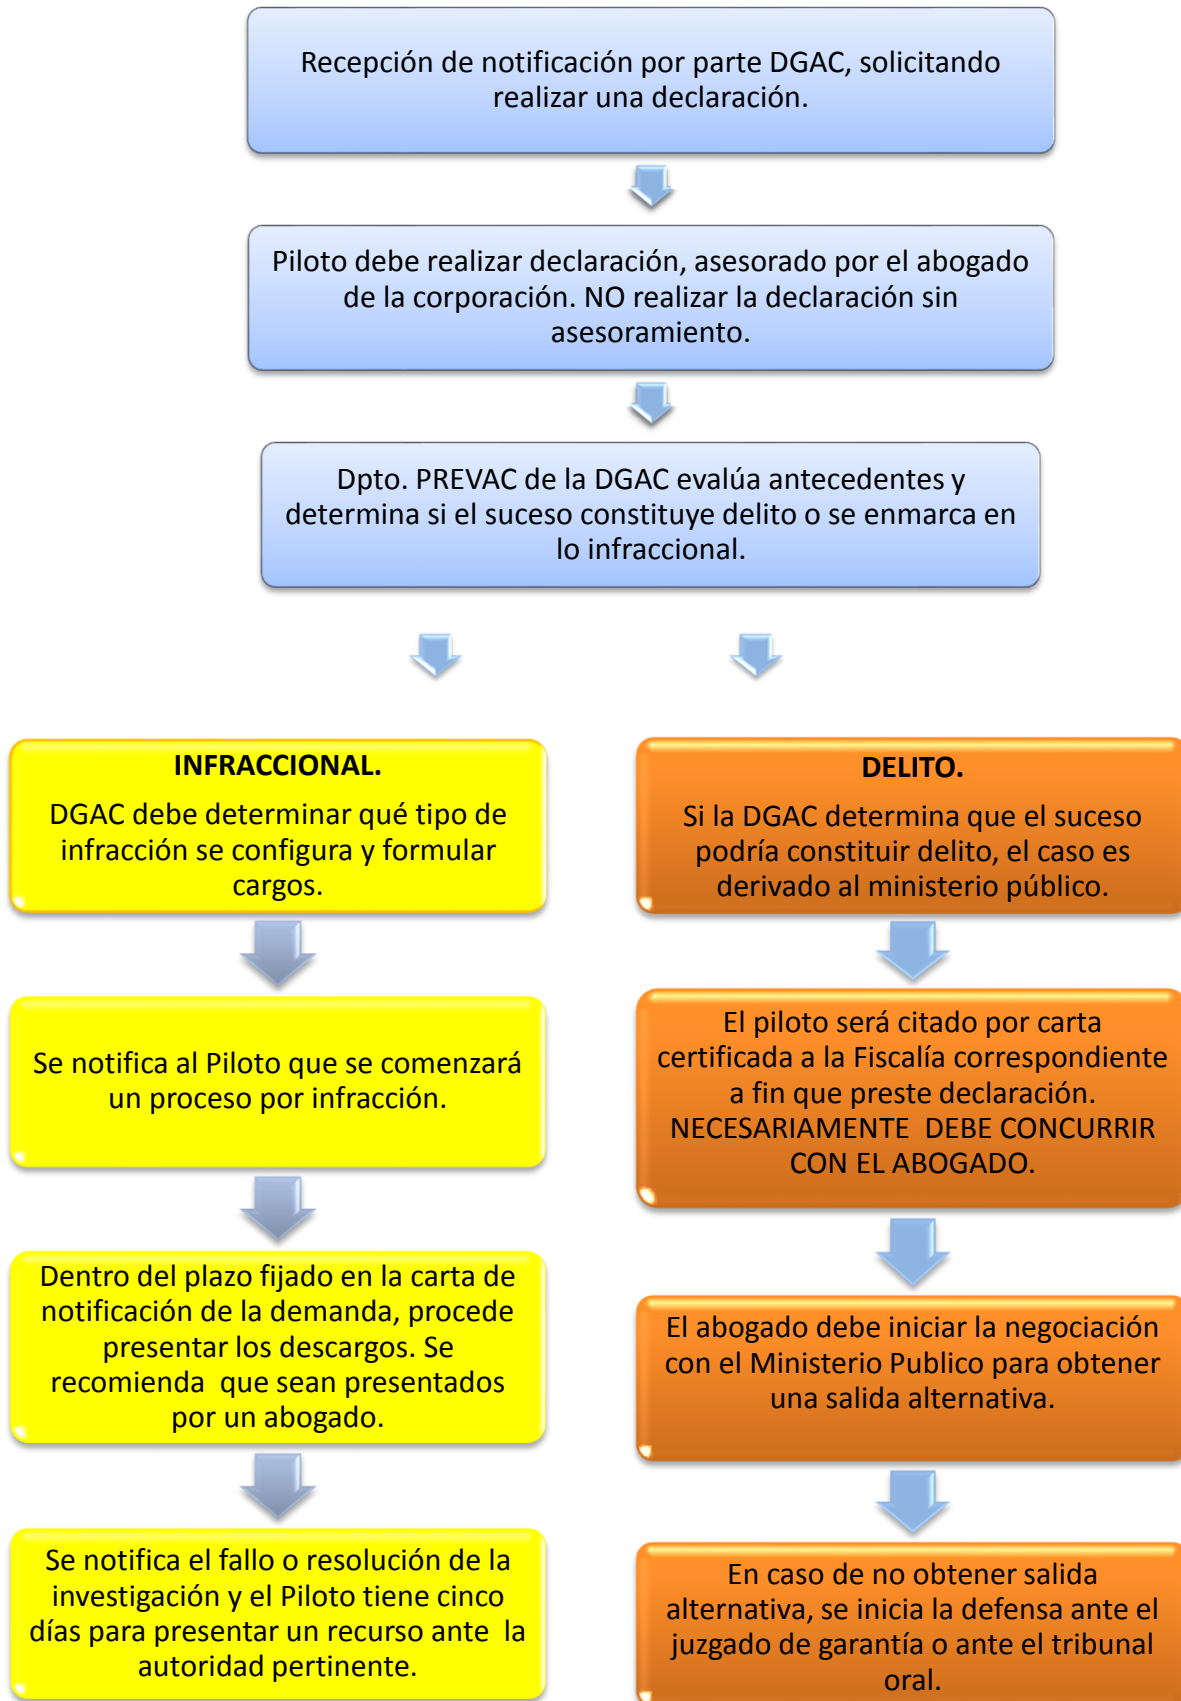 Recepción de notificación por parte DGAC, solicitando
realizar una declaración.
Piloto debe realizar declaración, asesorado por el abogado
de la corporación. NO realizar la declaración sin
asesoramiento.
Dpto. PREVAC de la DGAC evalúa antecedentes y
determina si el suceso constituye delito o se enmarca en
lo infraccional.
INFRACCIONAL.
DGAC debe determinar qué tipo de
infracción se configura y formular
cargos.
Se notifica al Piloto que se comenzará
un proceso por infracción.
Dentro del plazo fijado en la carta de
notificación de la demanda, procede
presentar los descargos. Se
recomienda que sean presentados
por un abogado.
Se notifica el fallo o resolución de la
investigación y el Piloto tiene cinco
días para presentar un recurso ante la
autoridad pertinente.
DELITO.
Si la DGAC determina que el suceso
podría constituir delito, el caso es
derivado al ministerio público.
El piloto será citado por carta
certificada a la Fiscalía correspondiente
a fin que preste declaración.
NECESARIAMENTE DEBE CONCURRIR
CON EL ABOGADO.
El abogado debe iniciar la negociación
con el Ministerio Publico para obtener
una salida alternativa.
En caso de no obtener salida
alternativa, se inicia la defensa ante el
juzgado de garantía o ante el tribunal
oral.